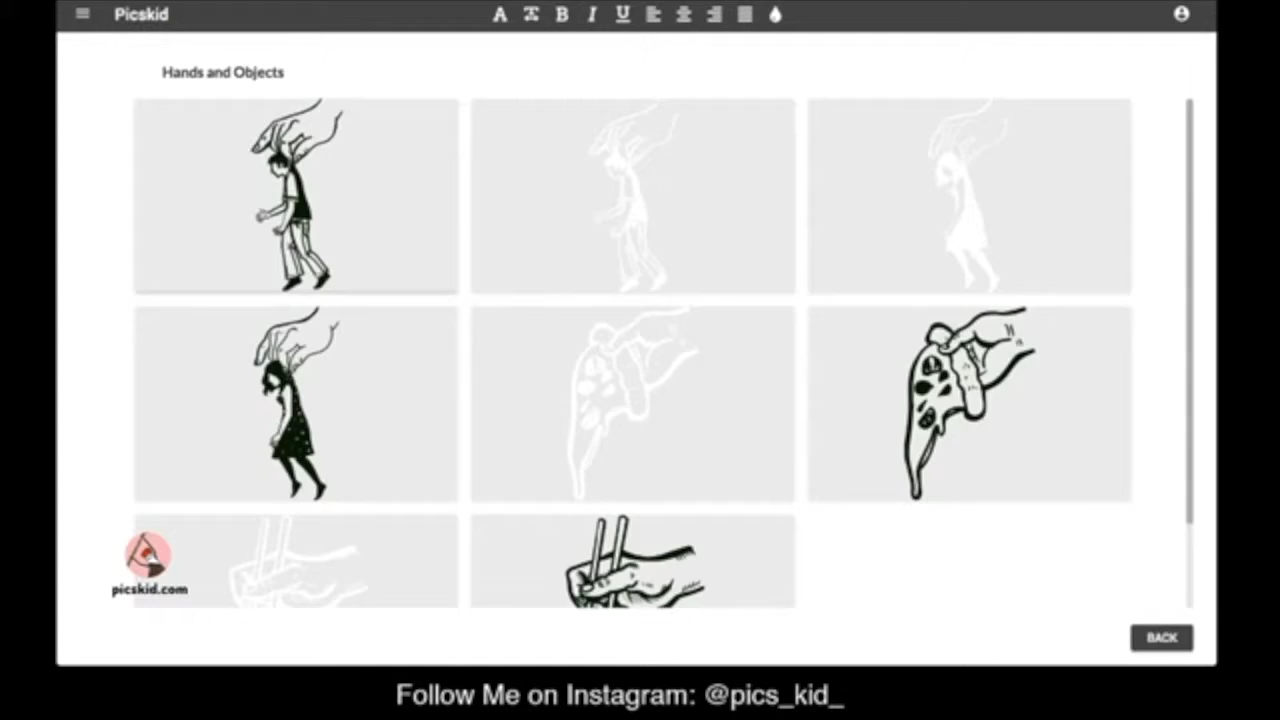 Picskid
A T B I U
Hands and Objects
picskid.com
BACK
Follow Me on Instagram: @pics_kid_